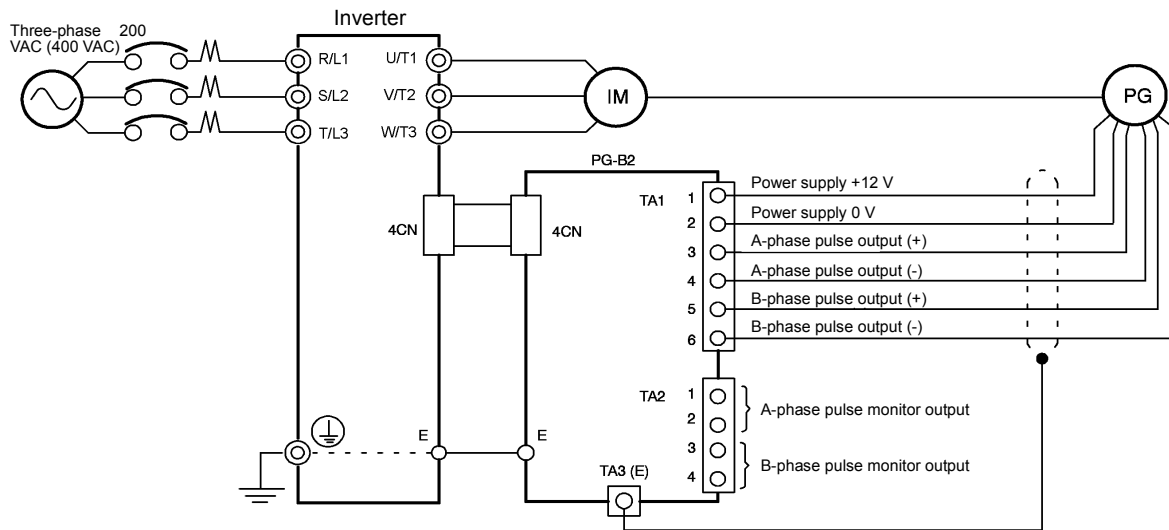 Inverter
Three-phase 200
VAC (400 VAC)
R/L1
U/T1
S/L2
V/T2
IM
PG
T/L3
W/T3
PG-B2
TA1
1
Power supply +12 V
2
Power supply 0 V
3
A-phase pulse output (+)
4CN
4CN
4
A-phase pulse output (-)
5
B-phase pulse output (+)
6
B-phase pulse output (-)
TA2
1
2
A-phase pulse monitor output
E
E
3
4
B-phase pulse monitor output
TA3 (E)